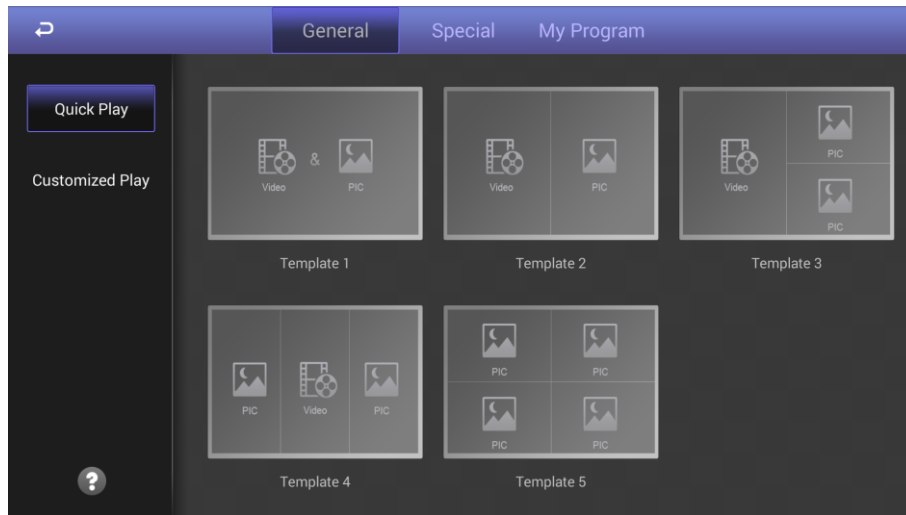 General Special My Program
Quick Play
Customized Play
Video & PIC
Template 1
Video PIC
Template 2
Video PIC
PIC
Template 3
PIC Video PIC
Template 4
PIC PIC
PIC PIC
Template 5
?